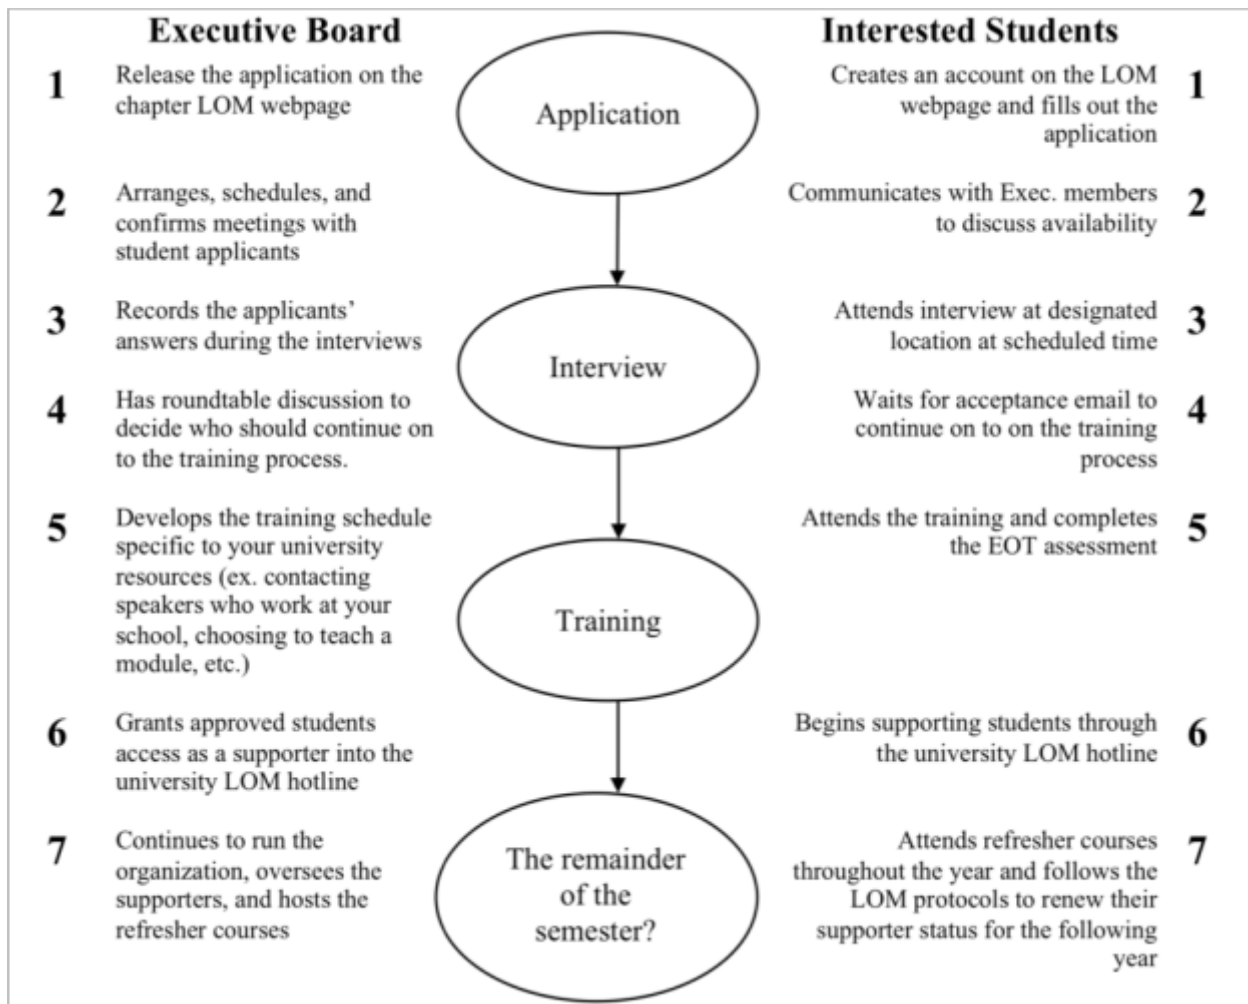 Executive Board
Interested Students
1
Release the application on the
chapter LOM webpage
Application
Creates an account on the LOM
webpage and fills out the
application
1
2
Arranges, schedules, and
confirms meetings with
student applicants
Communicates with Exec. members
to discuss availability
2
3
Records the applicants’
answers during the interviews
Interview
Attends interview at designated
location at scheduled time
3
4
Has roundtable discussion to
decide who should continue on
to the training process.
Waits for acceptance email to
continue on to on the training
process
4
5
Develops the training schedule
specific to your university
resources (ex. contacting
speakers who work at your
school, choosing to teach a
module, etc.)
Training
Attends the training and completes
the EOT assessment
5
6
Grants approved students
access as a supporter into the
university LOM hotline
Begins supporting students through
the university LOM hotline
6
7
Continues to run the
organization, oversees the
supporters, and hosts the
refresher courses
The remainder
of the
semester?
Attends refresher courses
throughout the year and follows the
LOM protocols to renew their
supporter status for the following
year
7